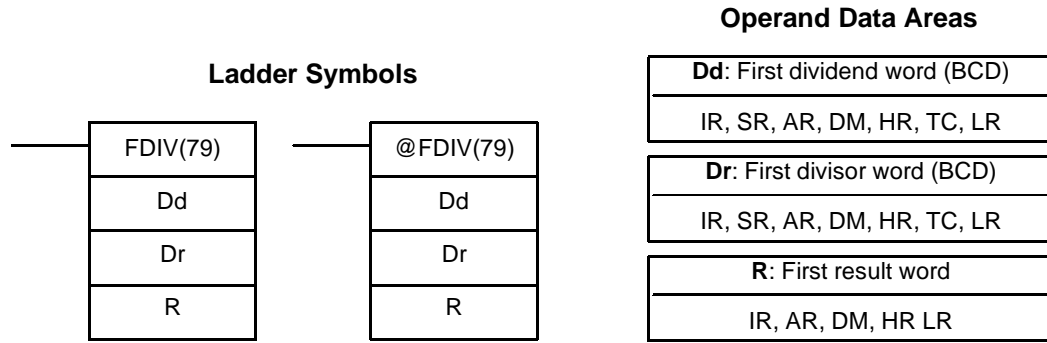 Operand Data Areas
Ladder Symbols
FDIV(79)
Dd
Dr
R
@FDIV(79)
Dd
Dr
R
Dd: First dividend word (BCD)
IR, SR, AR, DM, HR, TC, LR
Dr: First divisor word (BCD)
IR, SR, AR, DM, HR, TC, LR
R: First result word
IR, AR, DM, HR LR